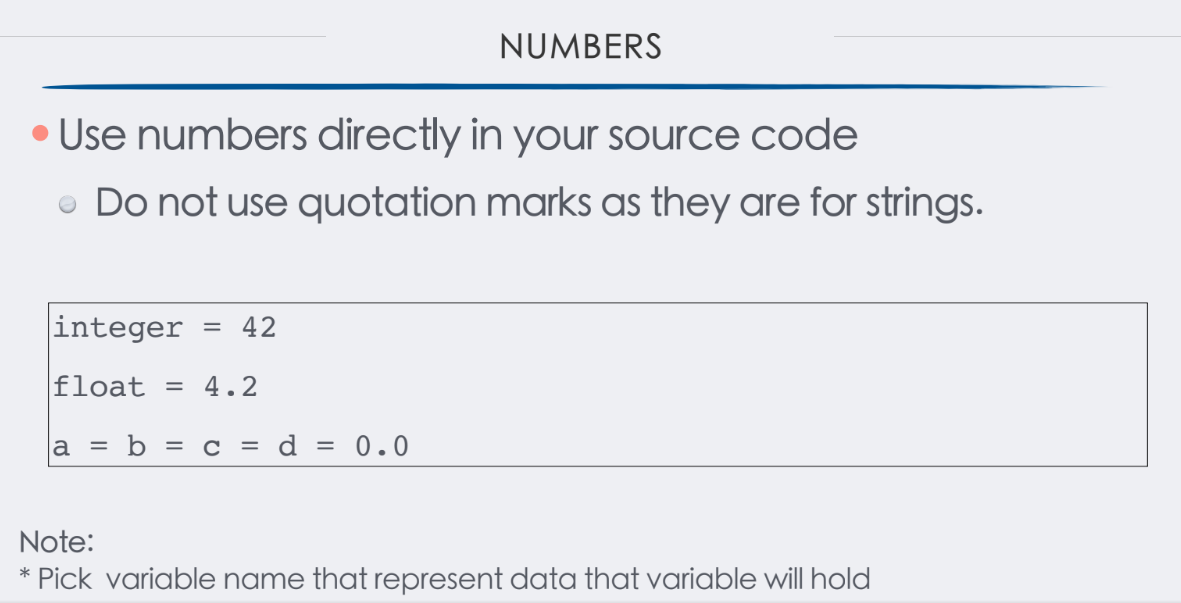 NUMBERS
Use numbers directly in your source code
Do not use quotation marks as they are for strings.
integer = 42
float = 4.2
a = b = c = d = 0.0
Note:
* Pick variable name that represent data that variable will hold